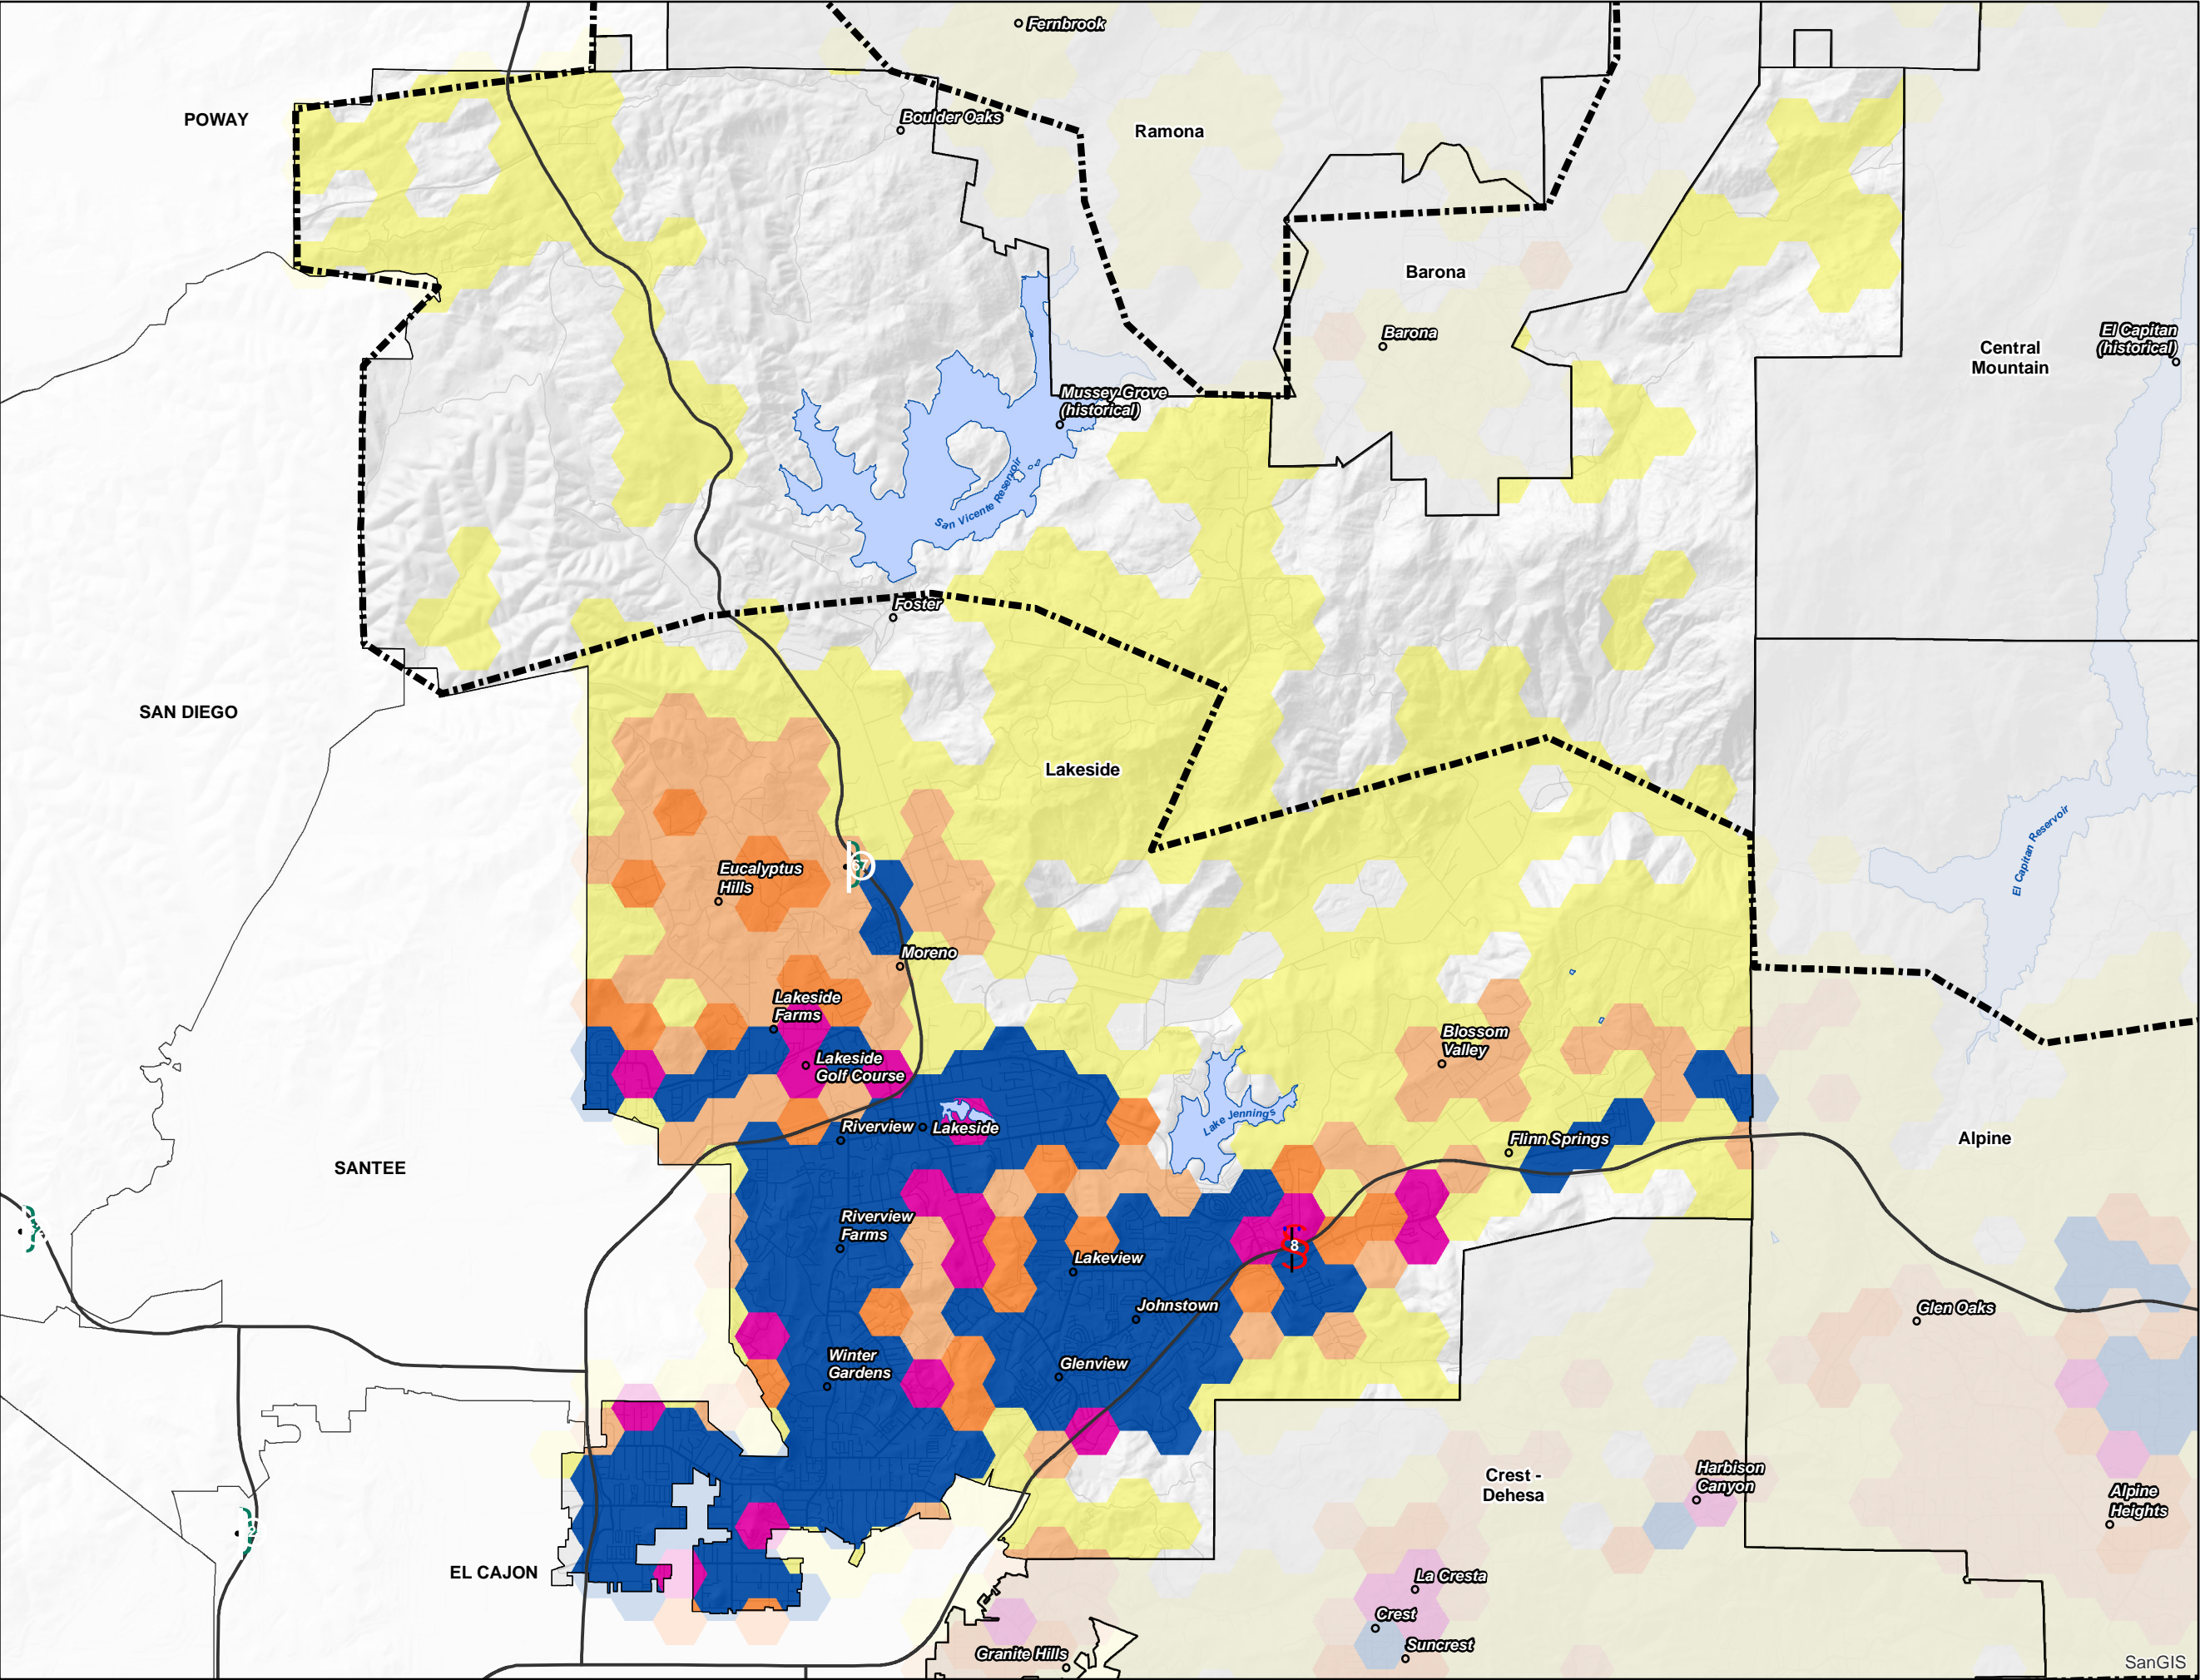 Fernbrook
POWAY
Boulder Oaks
Ramona
Barona
Barona
El Capitan
(historical)
Central
Mountain
Mussey Grove
(historical)
San Vicente Reservoir
Foster
SAN DIEGO
Lakeside
El Capitan Reservoir
67
Eucalyptus
Hills
Moreno
Lakeside
Farms
Lakeside
Golf Course
Blossom
Valley
Lake Jennings
Riverview
Lakeside
Flinn Springs
Alpine
SANTEE
Riverview
Farms
8
Lakeview
Johnstown
Glen Oaks
Winter
Gardens
Glenview
Crest -
Dehesa
Harbison
Canyon
Alpine
Heights
EL CAJON
La Cresta
Crest
Suncrest
Granite Hills
SanGIS